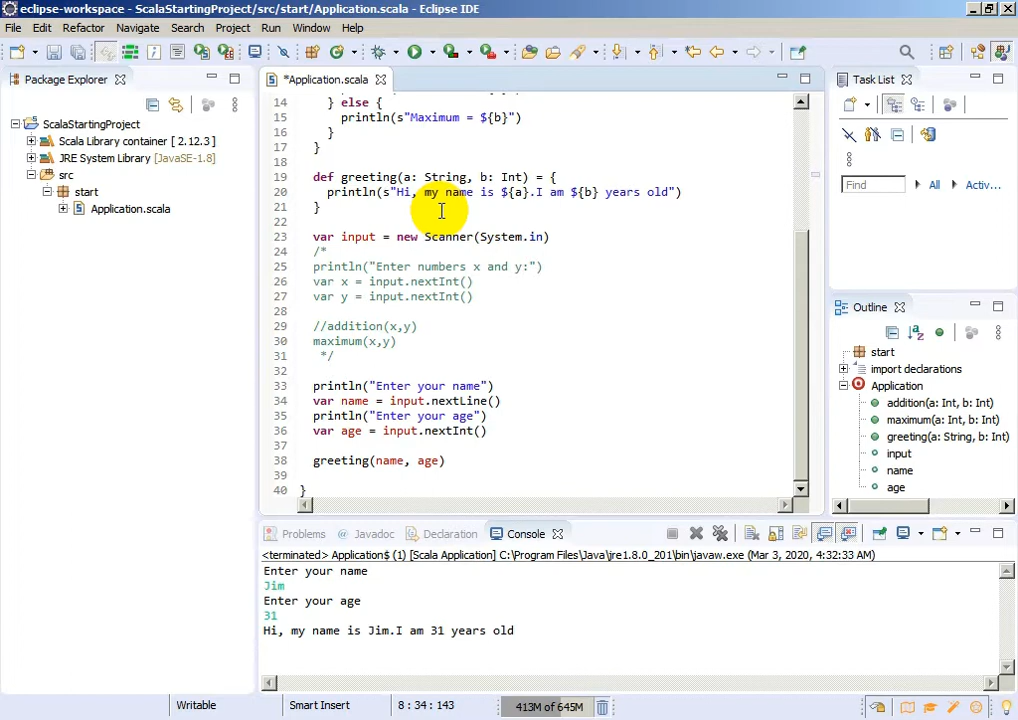 eclipse-workspace - ScalaStartingProject/src/start/Application.scala - Eclipse IDE
File Edit Refactor Navigate Search Project Run Window Help
Package Explorer
ScalaStartingProject
Scala Library container [ 2.12.3 ]
JRE System Library [JavaSE-1.8]
src
start
Application.scala
*Application.scala
14 } else {
15 println(s"Maximum = ${b}")
16 }
17 }
18
19 def greeting(a: String, b: Int) = {
20 println(s"Hi, my name is ${a}.I am ${b} years old")
21 }
22
23 var input = new Scanner(System.in)
24 /*
25 println("Enter numbers x and y:")
26 var x = input.nextInt()
27 var y = input.nextInt()
28
29 //addition(x,y)
30 maximum(x,y)
31 */
32
33 println("Enter your name")
34 var name = input.nextLine()
35 println("Enter your age")
36 var age = input.nextInt()
37
38 greeting(name, age)
39
40 }
Task List
Find All Activ...
Outline
start
import declarations
Application
addition(a: Int, b: Int)
maximum(a: Int, b: Int)
greeting(a: String, b: Int)
input
name
age
Problems Javadoc Declaration Console
<terminated> Application$ (1) [Scala Application] C:\Program Files\Java\jre1.8.0_201\bin\javaw.exe (Mar 3, 2020, 4:32:33 AM)
Enter your name
Jim
Enter your age
31
Hi, my name is Jim.I am 31 years old
Writable Smart Insert 8 : 34 : 143 413M of 645M